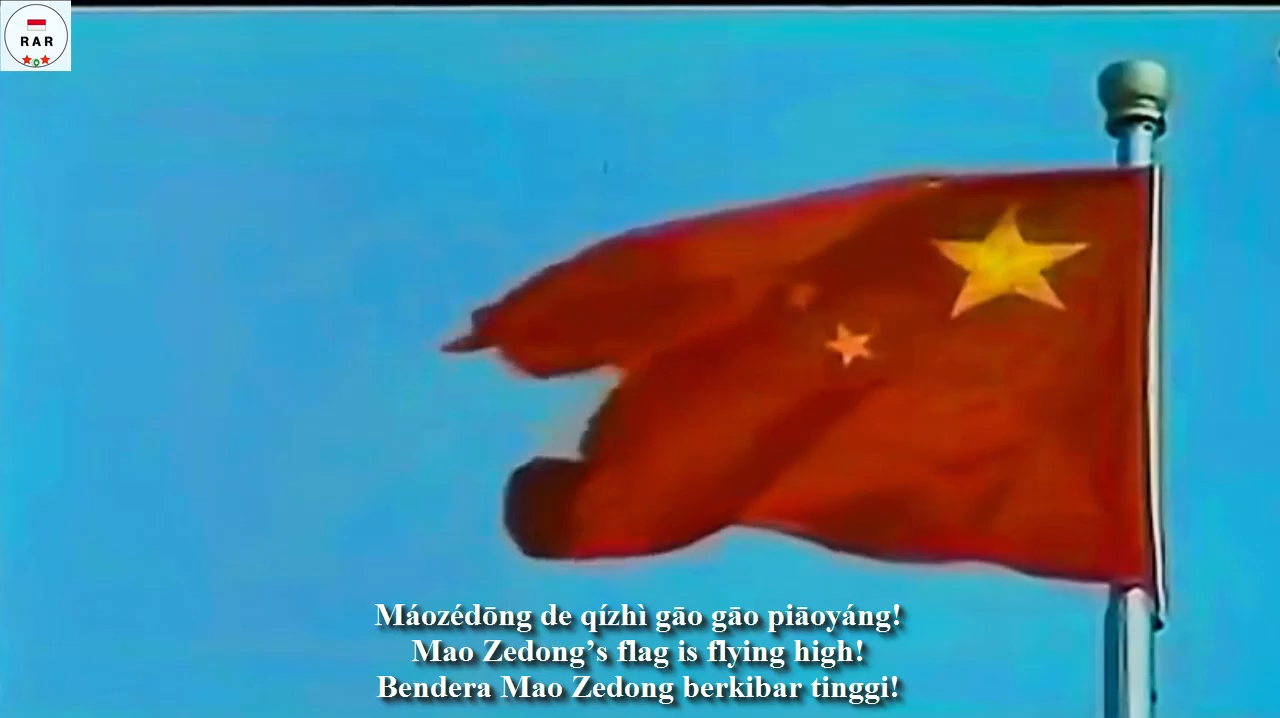 RAR
Máozédōng de qízhì gāo gāo piāoyáng!
Mao Zedong’s flag is flying high!
Bendera Mao Zedong berkibar tinggi!